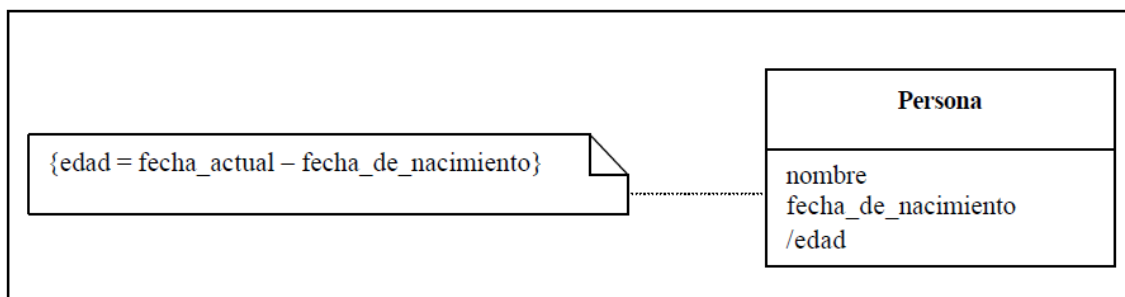 {edad = fecha_actual – fecha_de_nacimiento}
Persona
nombre
fecha_de_nacimiento
/edad